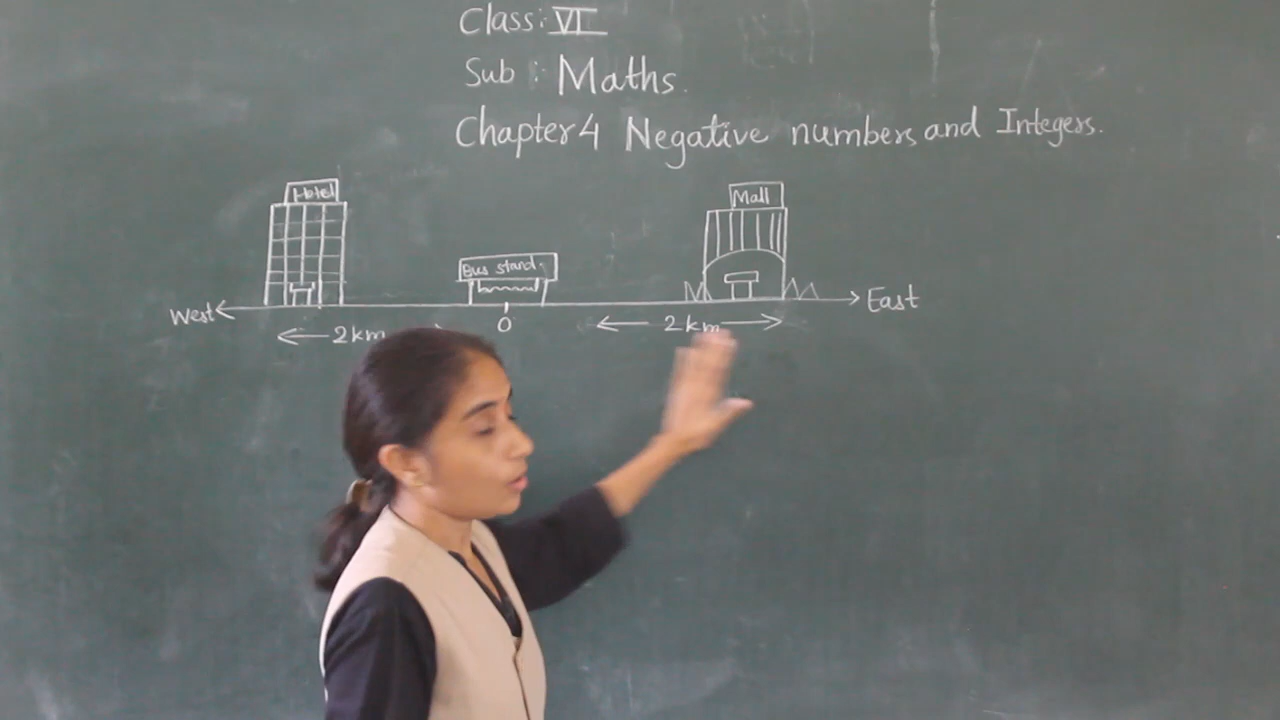 Class: VI
Sub : Maths.
Chapter 4 Negative numbers and Integers.
Hotel
Mall
Bus stand.
West
East
2 km
0
2 km